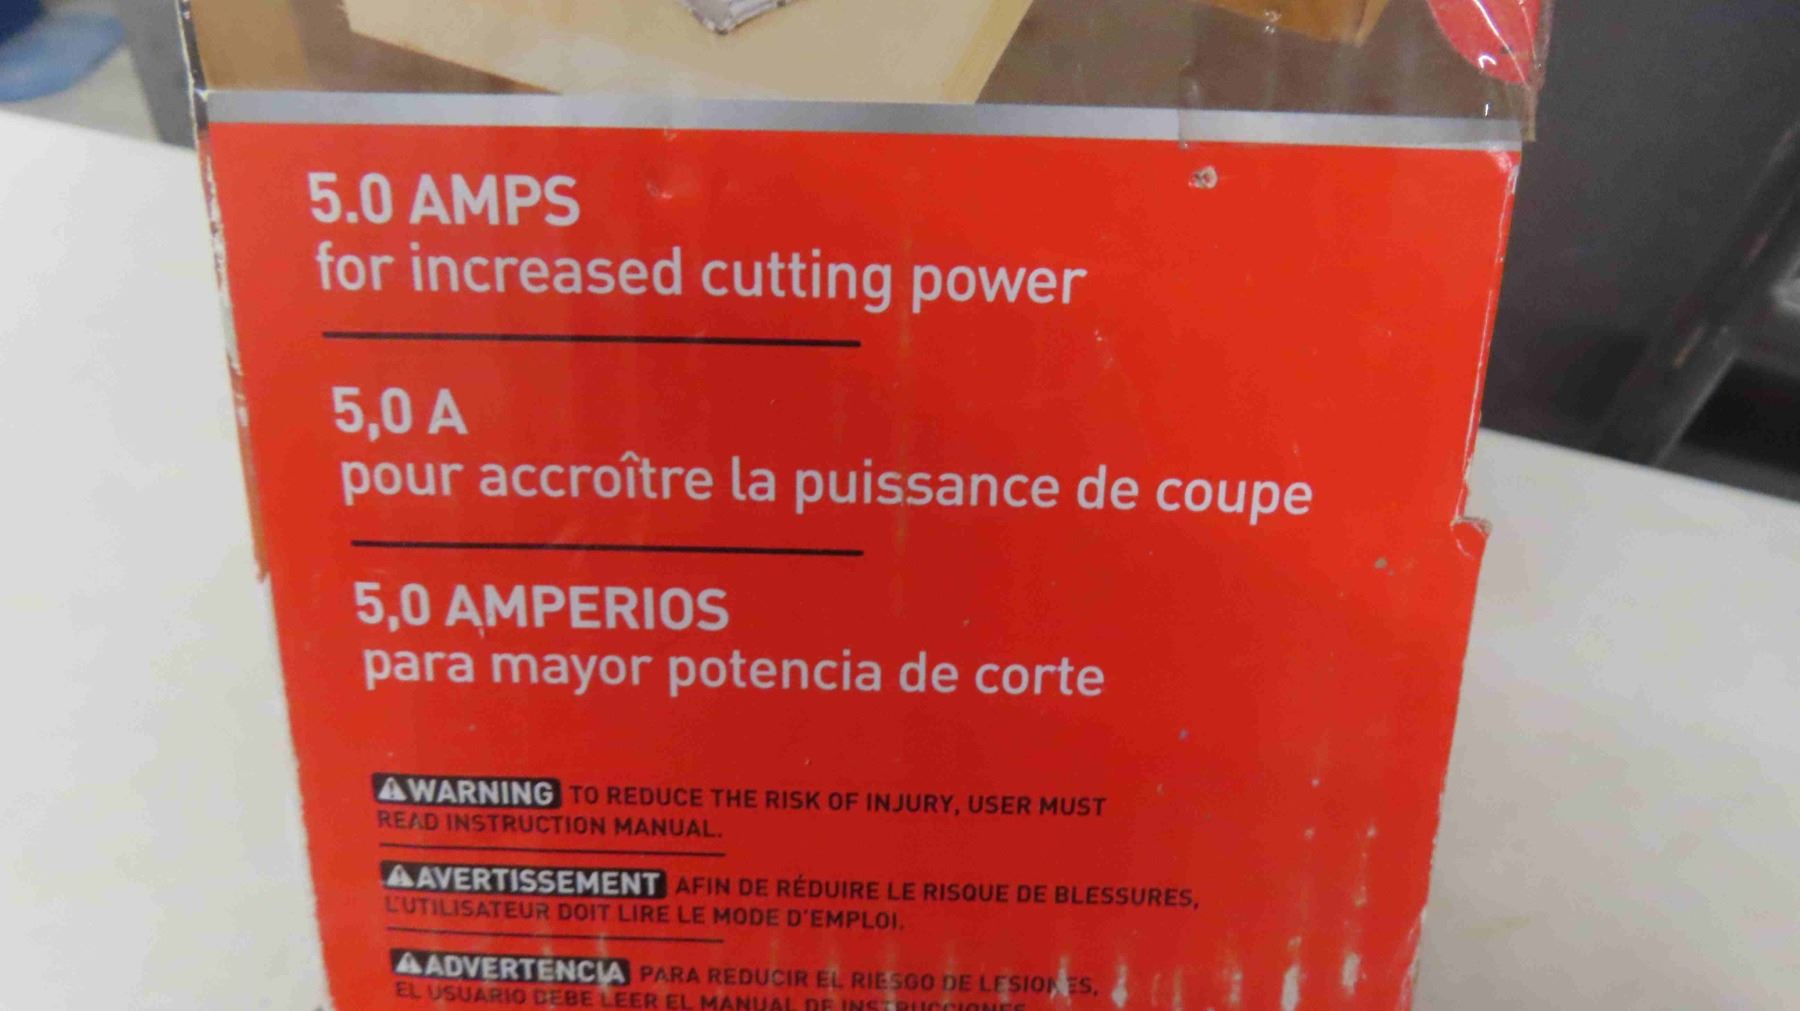 5.0 AMPS
for increased cutting power
5,0 A
pour accroître la puissance de coupe
5,0 AMPERIOS
para mayor potencia de corte
WARNING TO REDUCE THE RISK OF INJURY, USER MUST
READ INSTRUCTION MANUAL.
AVERTISSEMENT AFIN DE RÉDUIRE LE RISQUE DE BLESSURES,
L'UTILISATEUR DOIT LIRE LE MODE D'EMPLOI.
ADVERTENCIA PARA REDUCIR EL RIESGO DE LESIONES,
EL USUARIO DEBE LEER EL MANUAL DE INSTRUCCIONES